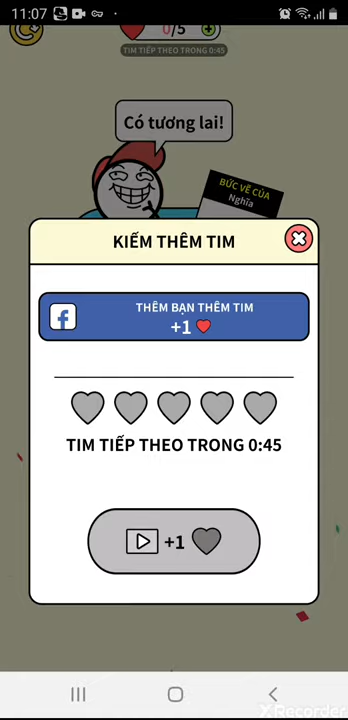 11:07
0/5
TIM TIẾP THEO TRONG 0:45
Có tương lai!
BỨC VẼ CỦA
Nghĩa
KIẾM THÊM TIM
THÊM BẠN THÊM TIM
+1
TIM TIẾP THEO TRONG 0:45
+1
XRecorder